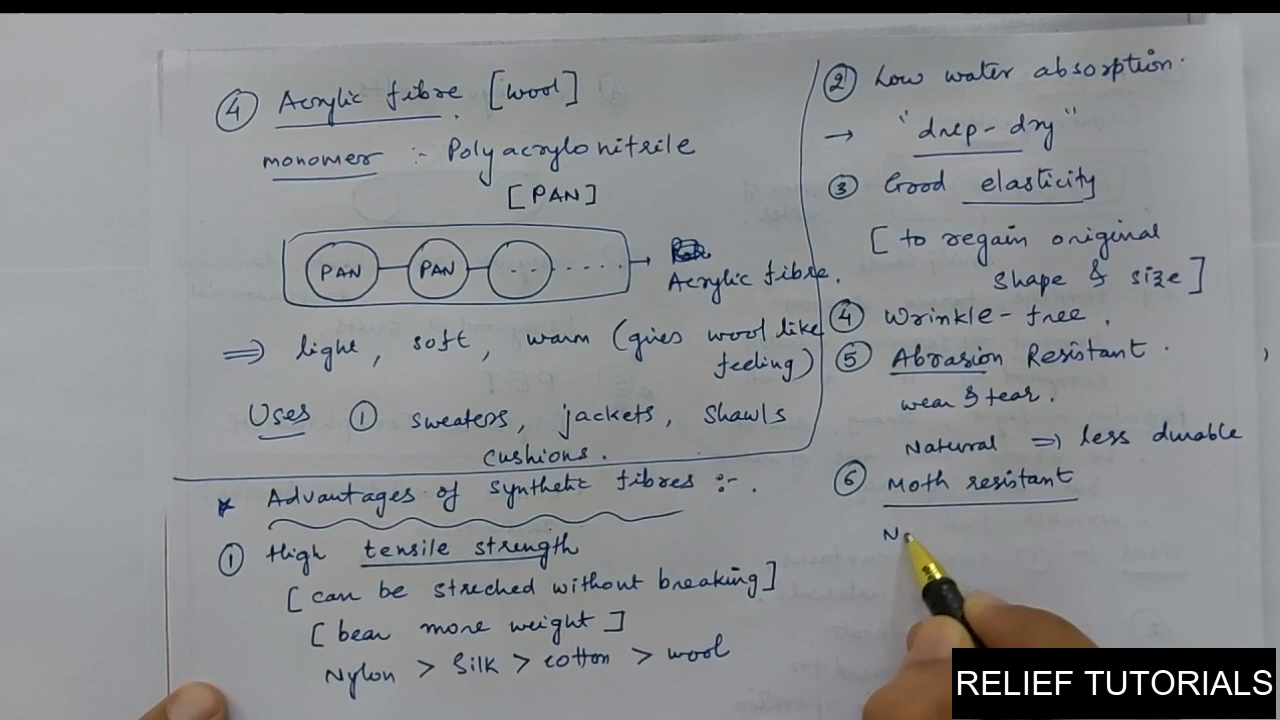 ④ Acrylic fibre [wool]
monomer :- Polyacrylonitrile
[PAN]
PAN PAN .. .....
Acrylic fibre.
⇒ light, soft, warm (gives wool like
feeling)
Uses ① sweaters, jackets, shawls
cushions.
* Advantages of synthetic fibres :-.
① High tensile strength
[can be streched without breaking]
[bear more weight]
Nylon > Silk > cotton > wool
② Low water absorption.
→ "drep-dry"
③ Good elasticity
[to regain original
shape & size]
④ Wrinkle-free.
⑤ Abrasion Resistant.
wear & tear.
Natural ⇒ less durable
⑥ Moth resistant
Na
RELIEF TUTORIALS